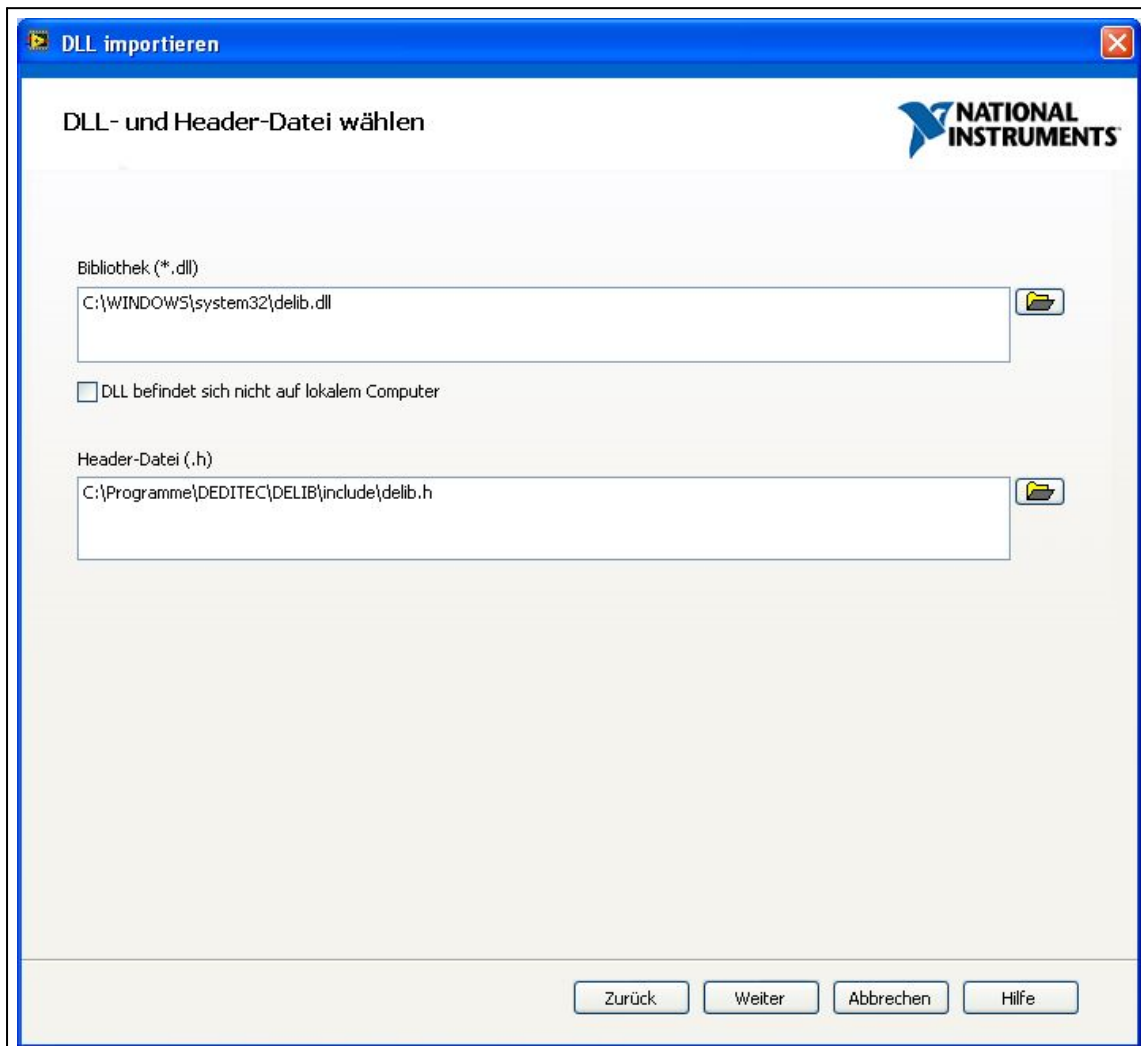 DLL importieren
DLL- und Header-Datei wählen
NATIONAL
INSTRUMENTS
Bibliothek (*.dll)
C:\WINDOWS\system32\delib.dll
DLL befindet sich nicht auf lokalem Computer
Header-Datei (.h)
C:\Programme\DEDITEC\DELIB\include\delib.h
Zurück Weiter Abbrechen Hilfe